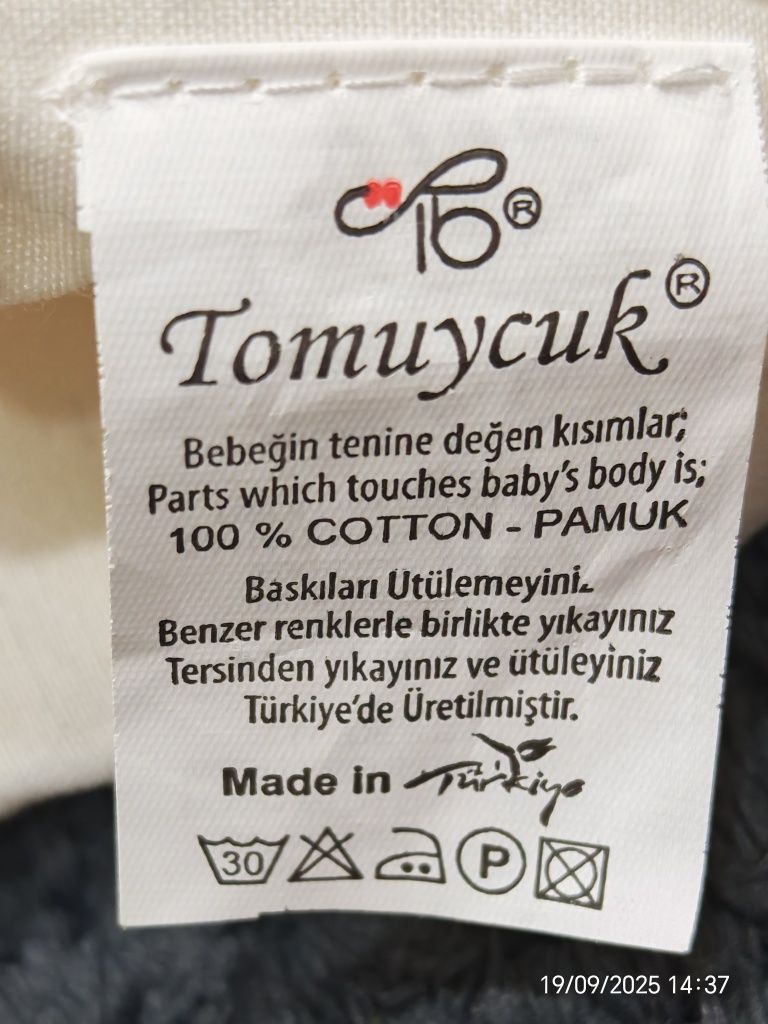 ®
Tomuycuk®
Bebeğin tenine değen kısımlar;
Parts which touches baby's body is;
100 % COTTON - PAMUK
Baskıları Ütülemeyini.
Benzer renklerle birlikte yıkayınız
Tersinden yıkayınız ve ütüleyiniz
Türkiye'de Üretilmiştir.
Made in Türkiye
30 P
19/09/2025 14:37